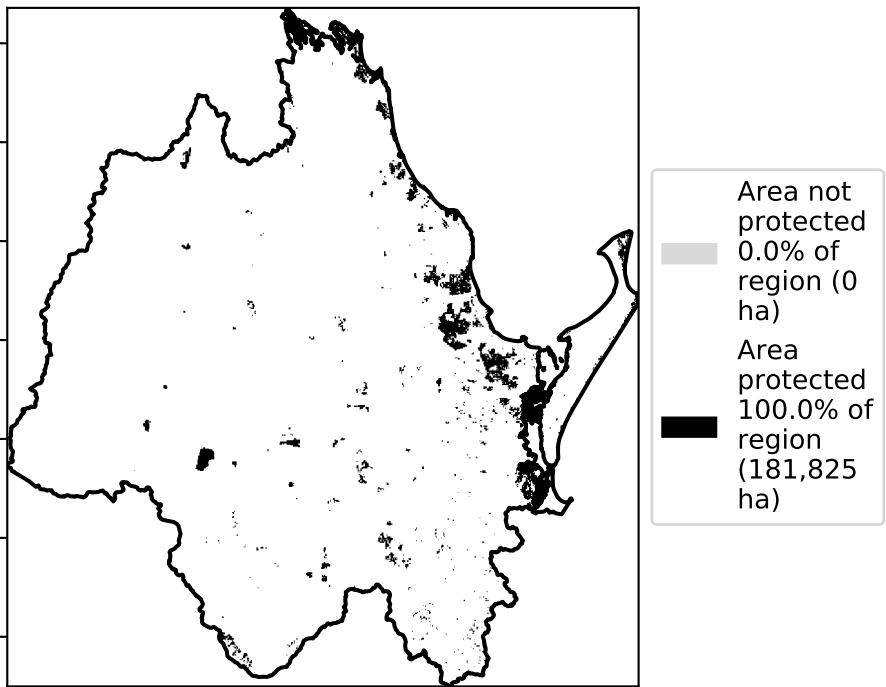 Area not
protected
0.0% of
region (0
ha)
Area
protected
100.0% of
region
(181,825
ha)